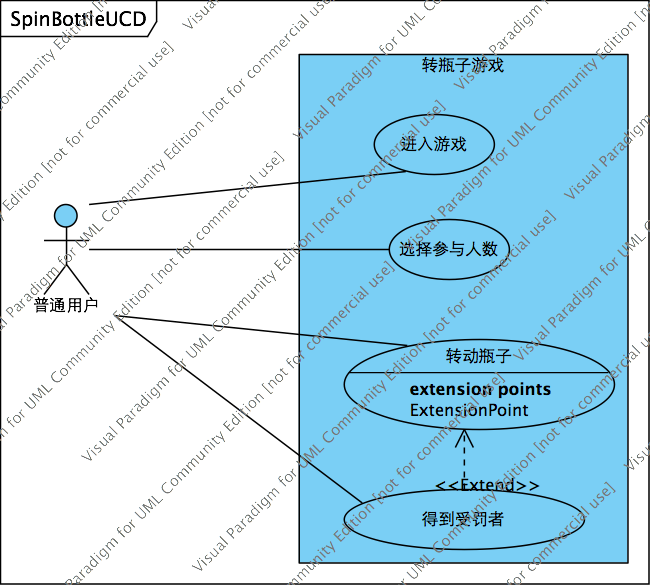 SpinBottleUCD
转瓶子游戏
进入游戏
选择参与人数
普通用户
转动瓶子
extension points
ExtensionPoint
<<Extend>>
得到受罚者
Visual Paradigm for UML Community Edition [not for commercial use]